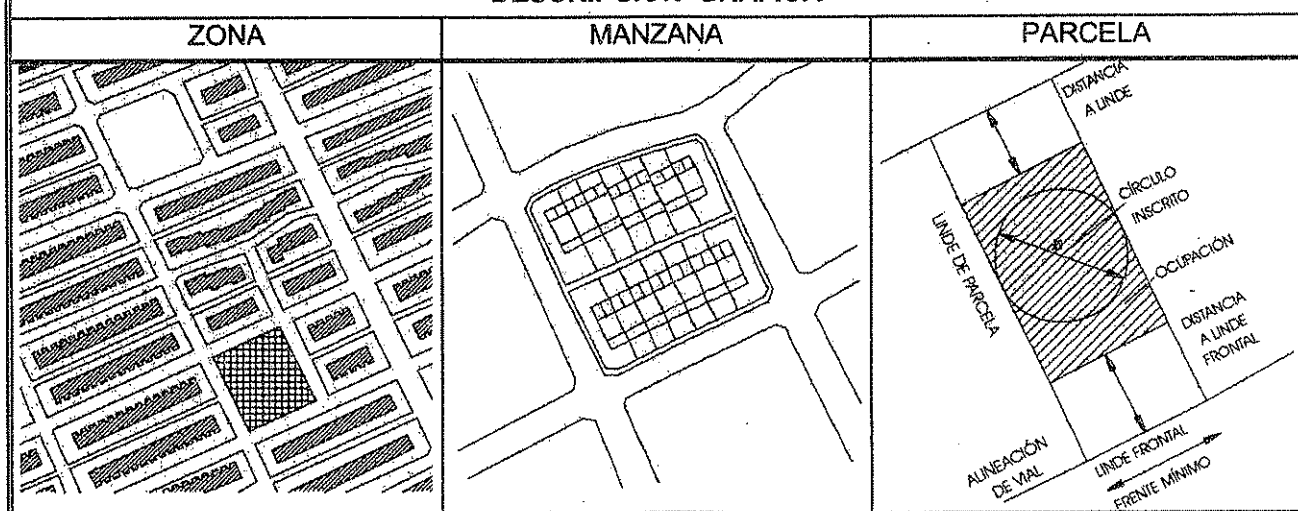 ZONA
MANZANA
PARCELA
DISTANCIA
A LINDE
CÍRCULO
INSCRITO
LINDE DE PARCELA
OCUPACIÓN
DISTANCIA
A LINDE
FRONTAL
ALINEACIÓN
DE VIAL
LINDE FRONTAL
FRENTE MÍNIMO